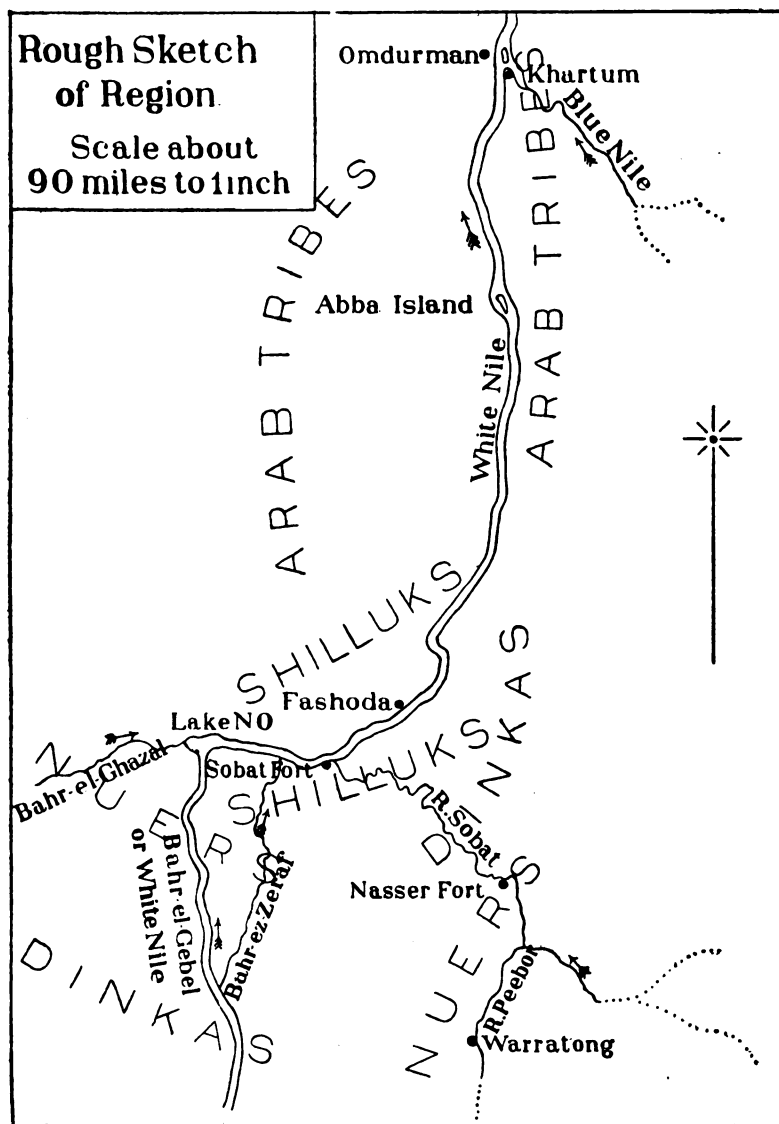 Rough Sketch
of Region
Scale about
90 miles to 1 inch
Omdurman
Khartum
Blue Nile
ARAB TRIBES
ARAB TRIBES
Abba Island
White Nile
SHILLUKS
Fashoda
DINKAS
Lake NO
Bahr-el-Ghazal
Sobat Fort
SHILLUKS
NUERS
R. Sobat
Bahr-el-Gebel
or White Nile
Bahr-ez-Zeraf
Nasser Fort
NUERS
DINKAS
R. Peebor
Warratong